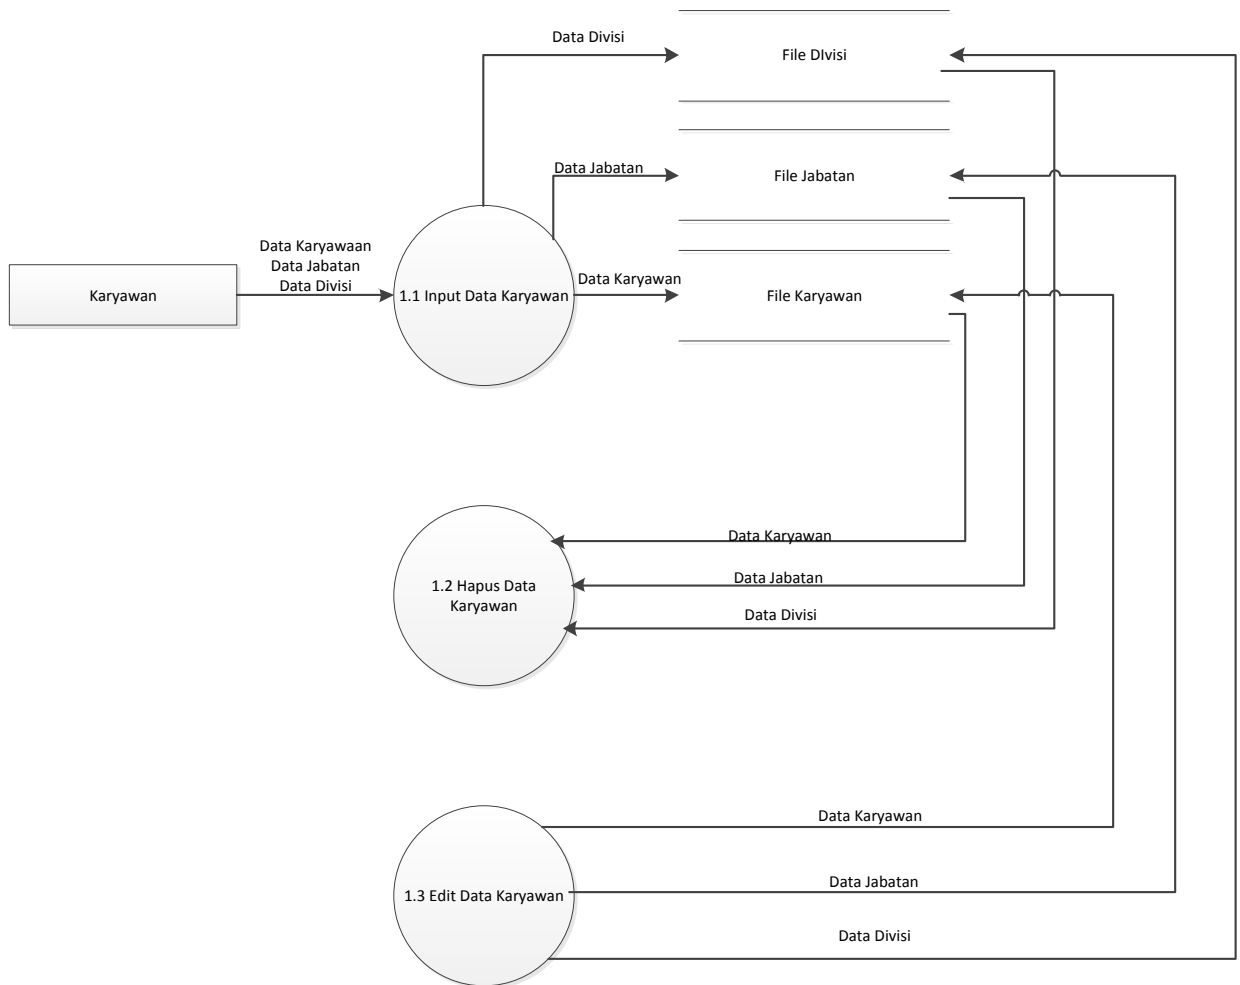 Data Divisi
File DIvisi
Data Jabatan
File Jabatan
Data Karyawaan
Data Jabatan
Data Divisi
Karyawan
1.1 Input Data Karyawan
Data Karyawan
File Karyawan
Data Karyawan
1.2 Hapus Data
Karyawan
Data Jabatan
Data Divisi
Data Karyawan
1.3 Edit Data Karyawan
Data Jabatan
Data Divisi